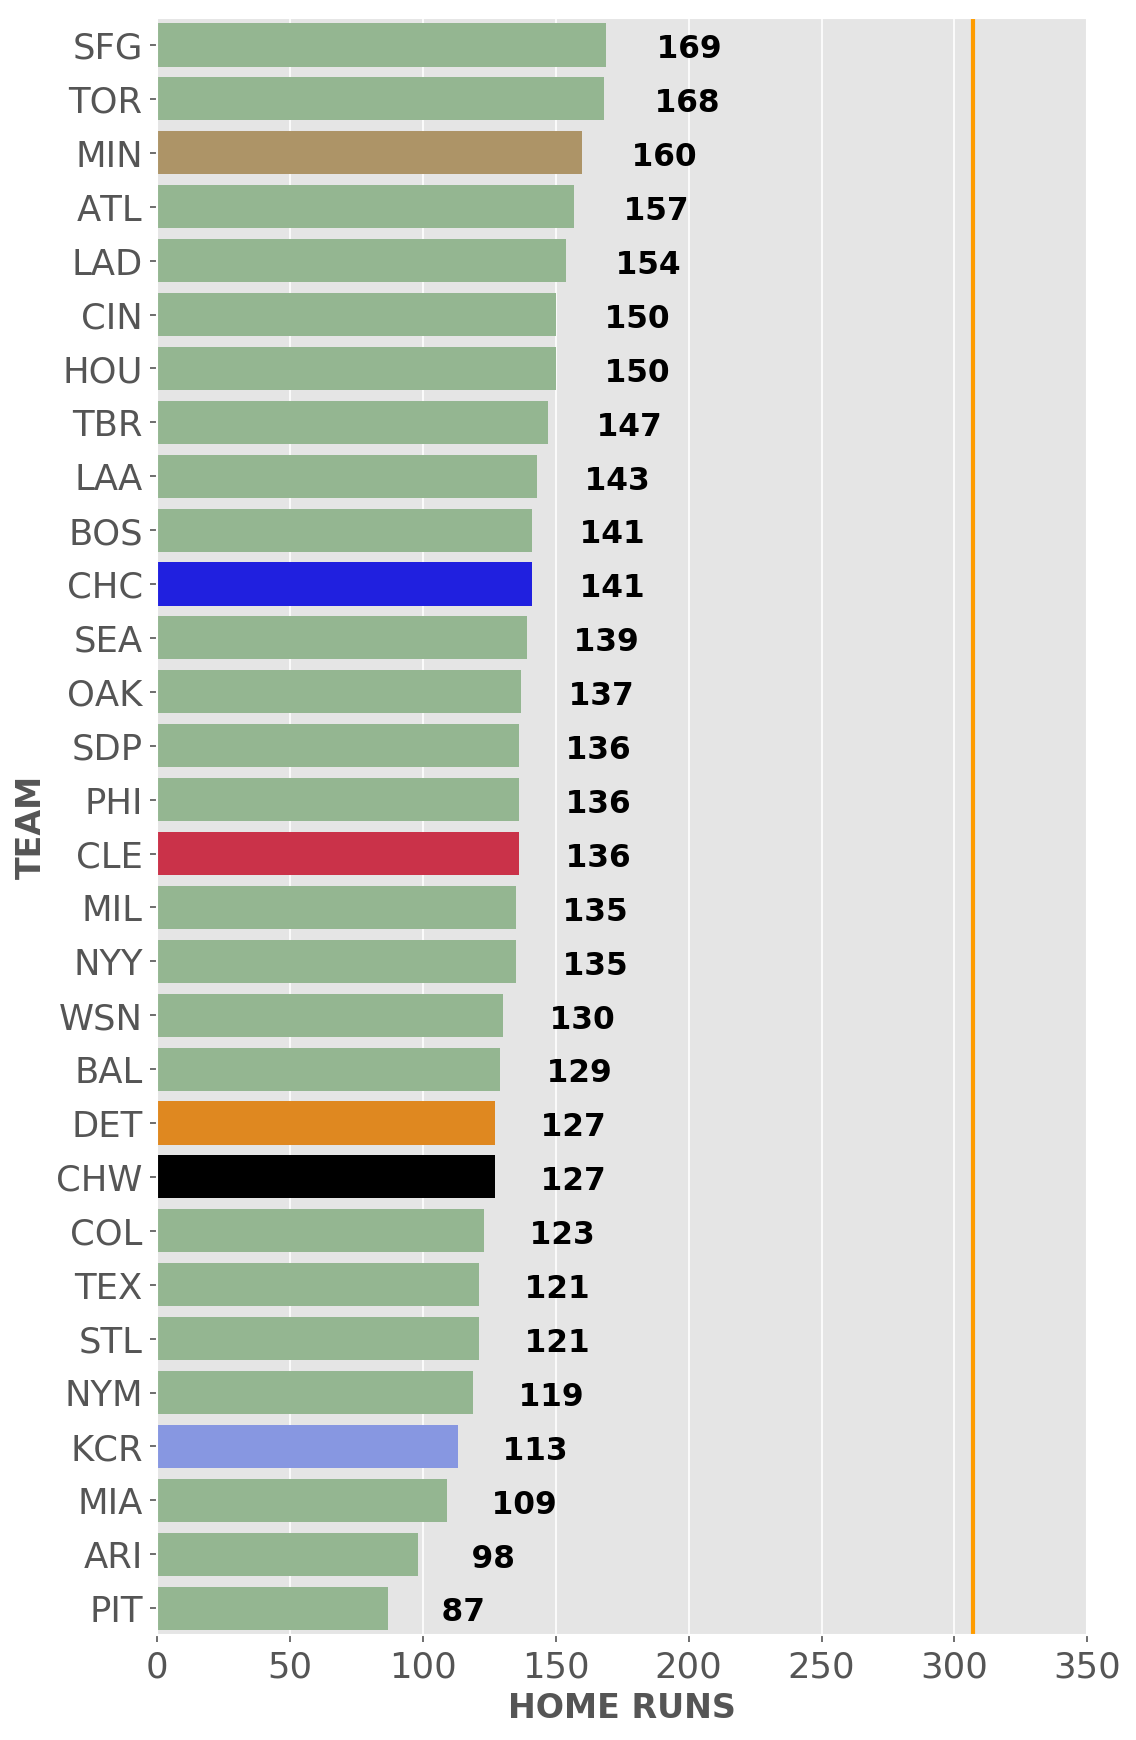 SFG 169
TOR 168
MIN 160
ATL 157
LAD 154
CIN 150
HOU 150
TBR 147
LAA 143
BOS 141
CHC 141
SEA 139
OAK 137
SDP 136
PHI 136
CLE 136
MIL 135
NYY 135
WSN 130
BAL 129
DET 127
CHW 127
COL 123
TEX 121
STL 121
NYM 119
KCR 113
MIA 109
ARI 98
PIT 87
TEAM
0 50 100 150 200 250 300 350
HOME RUNS